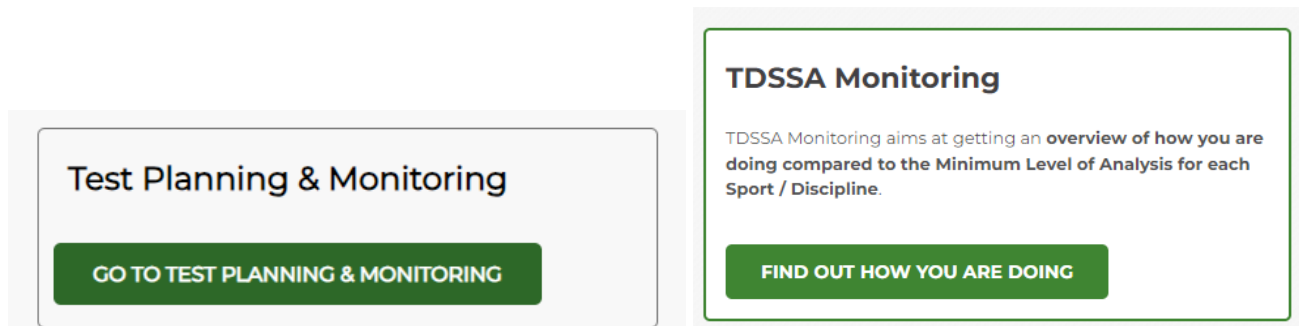 Test Planning & Monitoring
GO TO TEST PLANNING & MONITORING
TDSSA Monitoring
TDSSA Monitoring aims at getting an overview of how you are
doing compared to the Minimum Level of Analysis for each
Sport / Discipline.
FIND OUT HOW YOU ARE DOING